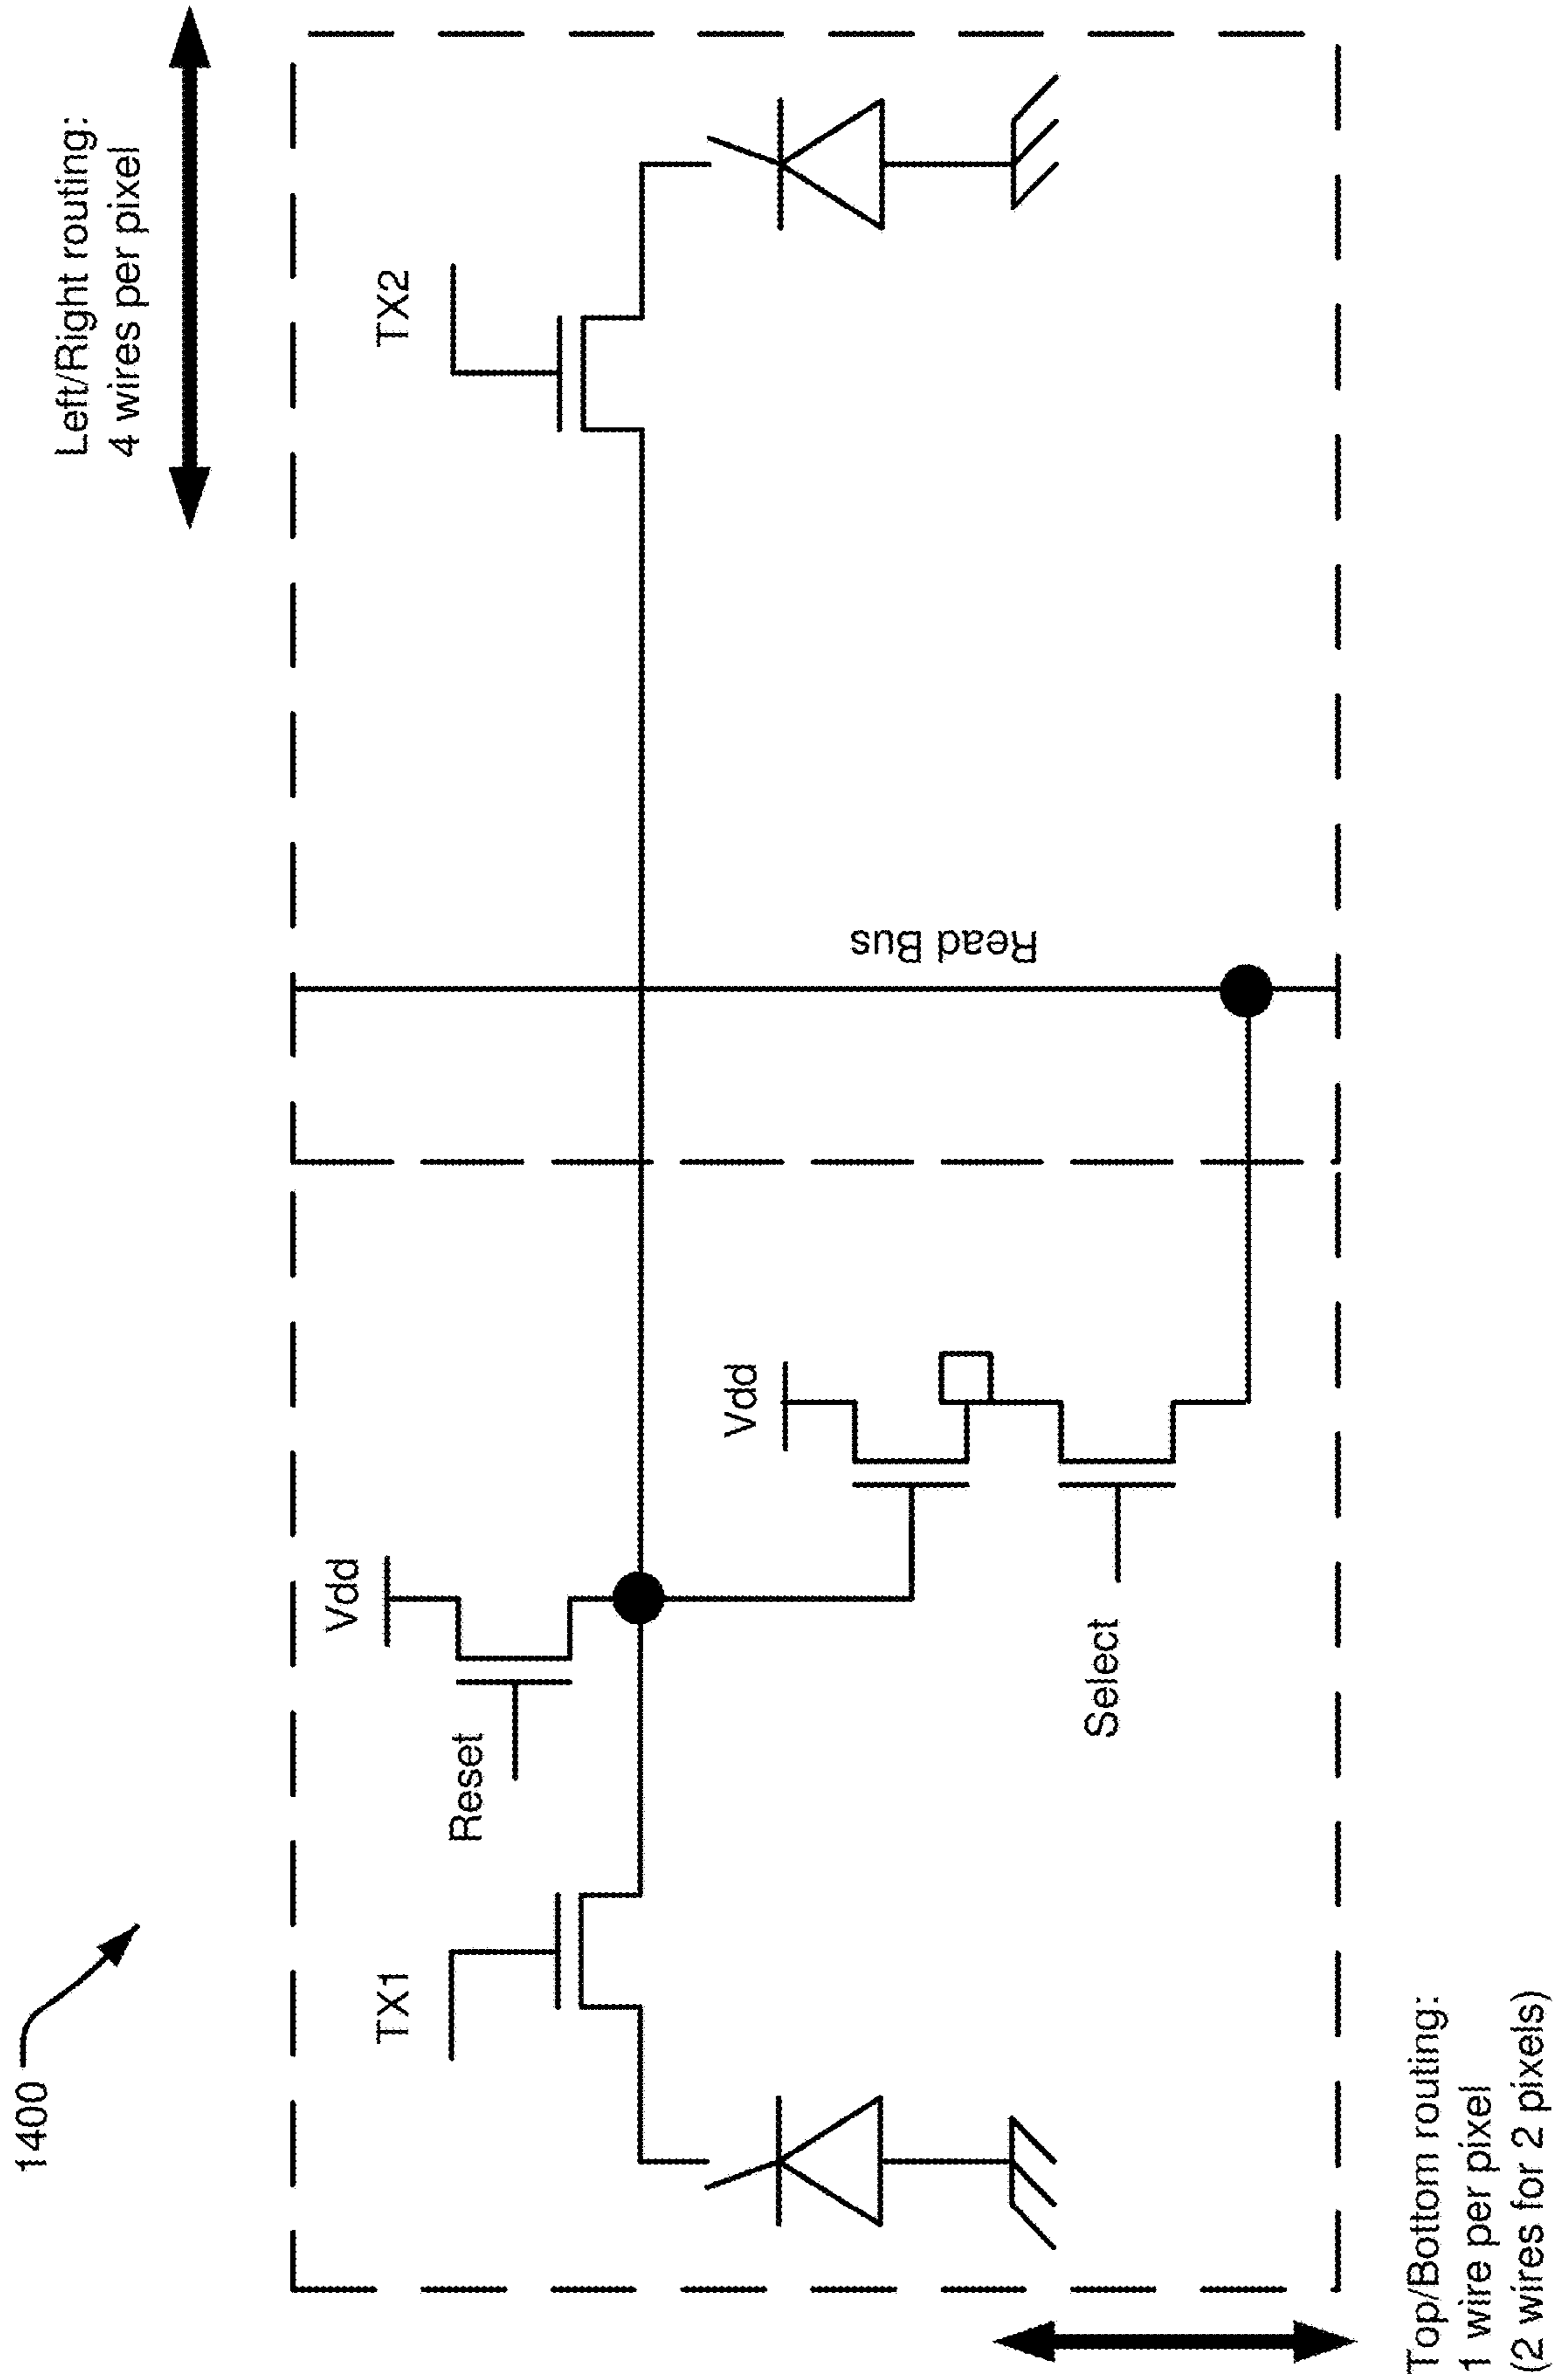 1400
Left/Right routing:
4 wires per pixel
TX1
TX2
Reset
Vdd
Vdd
Select
Read Bus
Top/Bottom routing:
1 wire per pixel
(2 wires for 2 pixels)